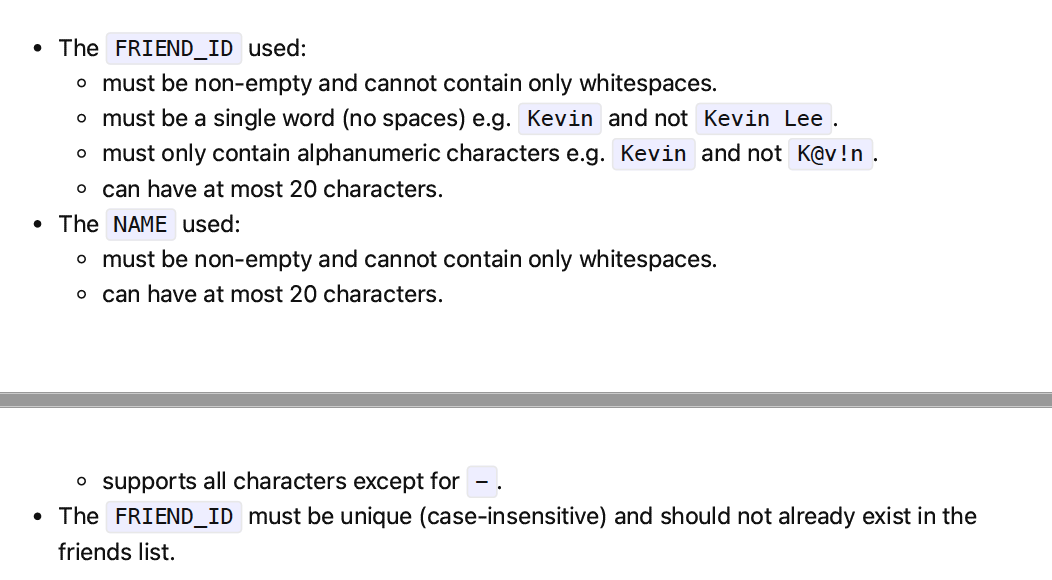 • The FRIEND_ID used:
◦ must be non-empty and cannot contain only whitespaces.
◦ must be a single word (no spaces) e.g. Kevin and not Kevin Lee.
◦ must only contain alphanumeric characters e.g. Kevin and not K@v!n.
◦ can have at most 20 characters.
• The NAME used:
◦ must be non-empty and cannot contain only whitespaces.
◦ can have at most 20 characters.
◦ supports all characters except for -.
• The FRIEND_ID must be unique (case-insensitive) and should not already exist in the
friends list.